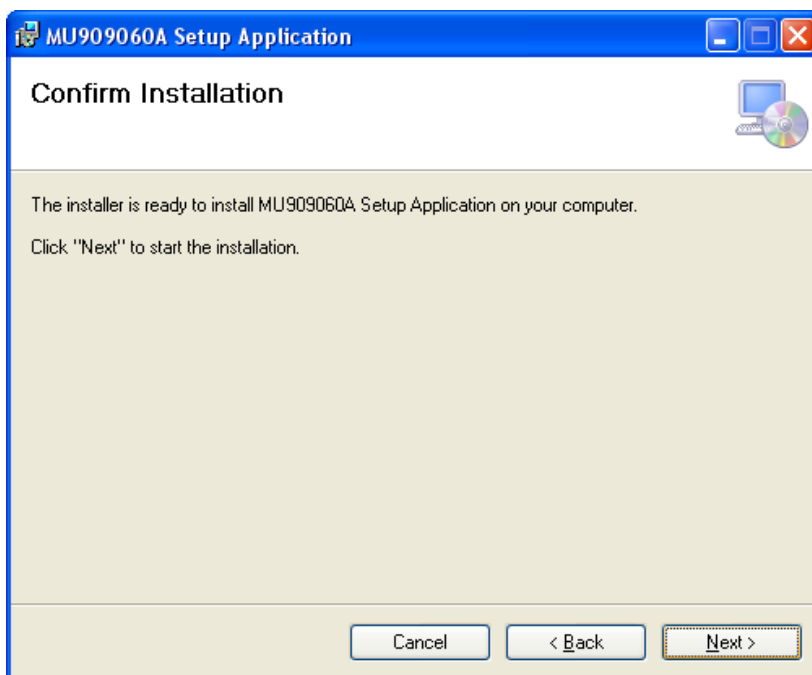 MU909060A Setup Application
Confirm Installation
The installer is ready to install MU909060A Setup Application on your computer.
Click "Next" to start the installation.
Cancel
< Back
Next >